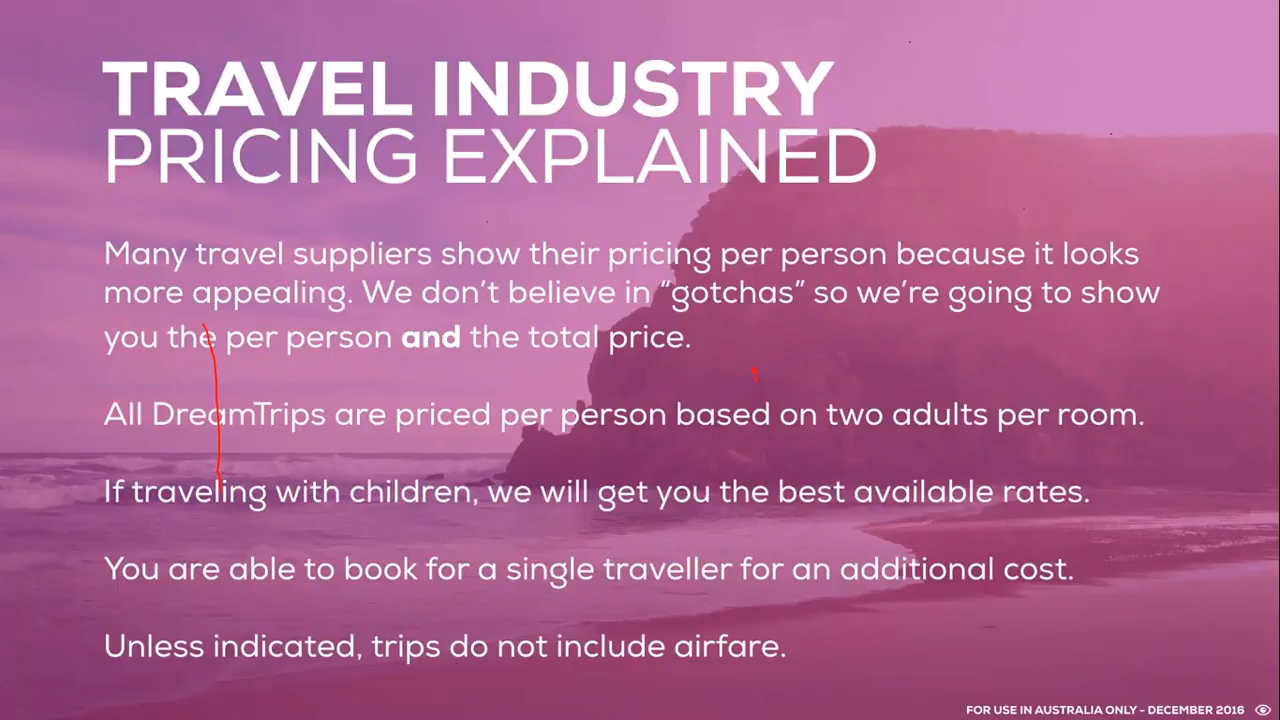 TRAVEL INDUSTRY
PRICING EXPLAINED
Many travel suppliers show their pricing per person because it looks
more appealing. We don't believe in “gotchas” so we're going to show
you the per person and the total price.
All DreamTrips are priced per person based on two adults per room.
If traveling with children, we will get you the best available rates.
You are able to book for a single traveller for an additional cost.
Unless indicated, trips do not include airfare.
FOR USE IN AUSTRALIA ONLY - DECEMBER 2016